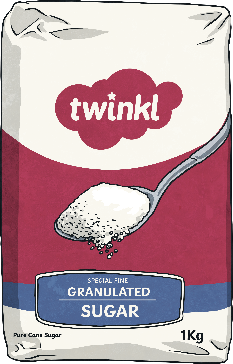 twinkl
SPECIAL FINE
GRANULATED
SUGAR
Pure Cane Sugar
1Kg